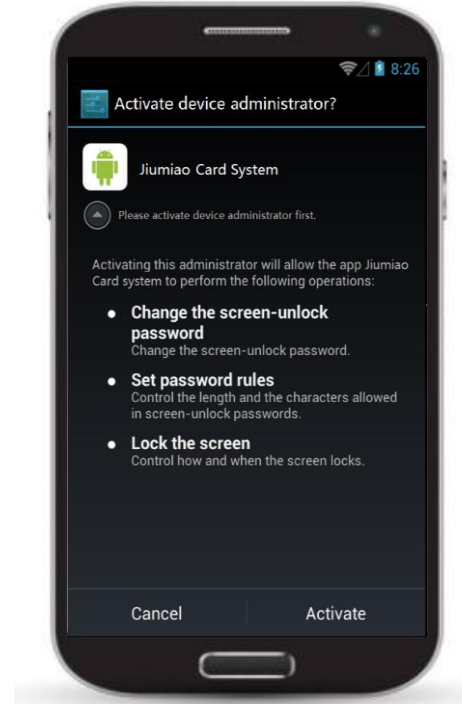 8:26
Activate device administrator?
Jiumiao Card System
Please activate device administrator first.
Activating this administrator will allow the app Jiumiao
Card system to perform the following operations:
● Change the screen-unlock
password
Change the screen-unlock password.
● Set password rules
Control the length and the characters allowed
in screen-unlock passwords.
● Lock the screen
Control how and when the screen locks.
Cancel Activate